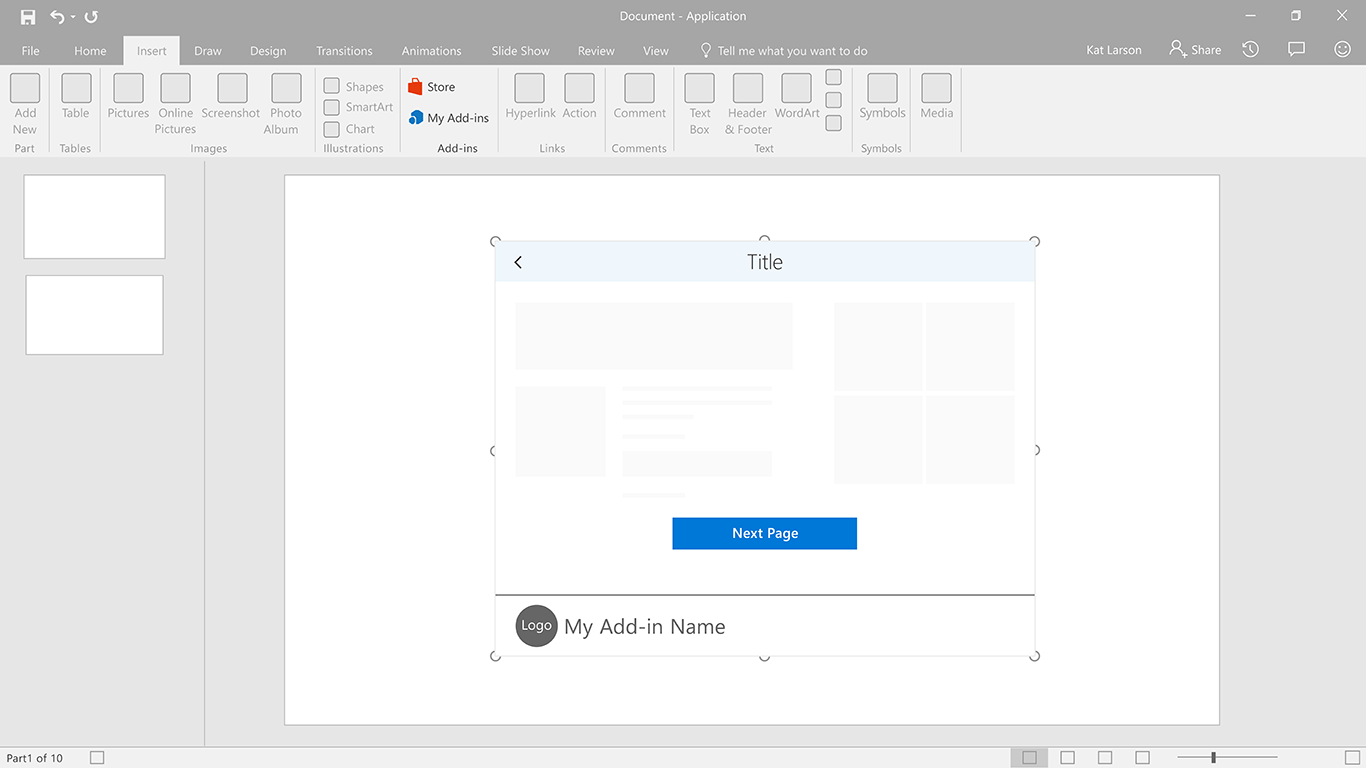 Document - Application
File Home Insert Draw Design Transitions Animations Slide Show Review View Tell me what you want to do Kat Larson Share
Add New
Table
Pictures
Online Pictures
Screenshot
Photo Album
Shapes
SmartArt
Chart
Store
My Add-ins
Hyperlink
Action
Comment
Text Box
Header & Footer
WordArt
Symbols
Media
Part Tables Images Illustrations Add-ins Links Comments Text Symbols
Title
Next Page
Logo My Add-in Name
Part1 of 10